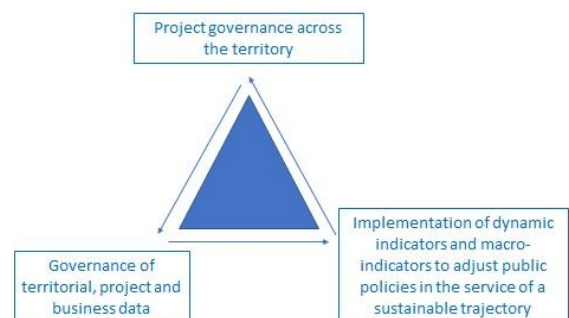 Project governance across
the territory
Governance of
territorial, project and
business data
Implementation of dynamic
indicators and macro-
indicators to adjust public
policies in the service of a
sustainable trajectory